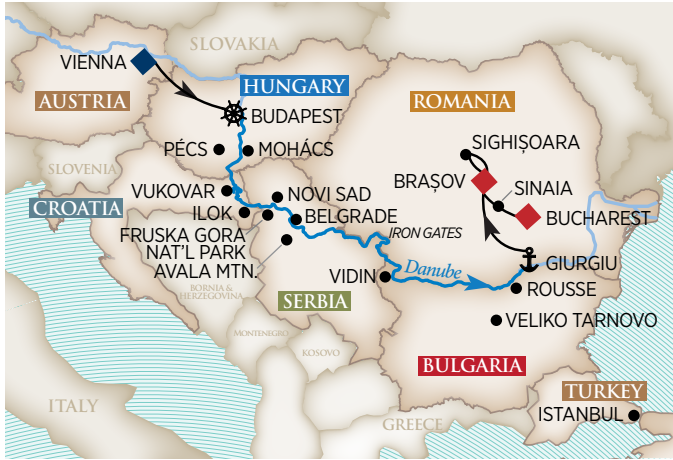 SLOVAKIA
VIENNA
HUNGARY
AUSTRIA
ROMANIA
BUDAPEST
SIGHIȘOARA
PÉCS
MOHÁCS
SLOVENIA
BRAȘOV
SINAIA
VUKOVAR
NOVI SAD
CROATIA
ILOK
BELGRADE
BUCHAREST
FRUSKA GORA
NAT'L PARK
AVALA MTN.
IRON GATES
GIURGIU
VIDIN
Danube
BORNIA &
HERZEGOVINA
ROUSSE
SERBIA
VELIKO TARNOVO
MONTENEGRO
KOSOVO
BULGARIA
TURKEY
ITALY
GREECE
ISTANBUL